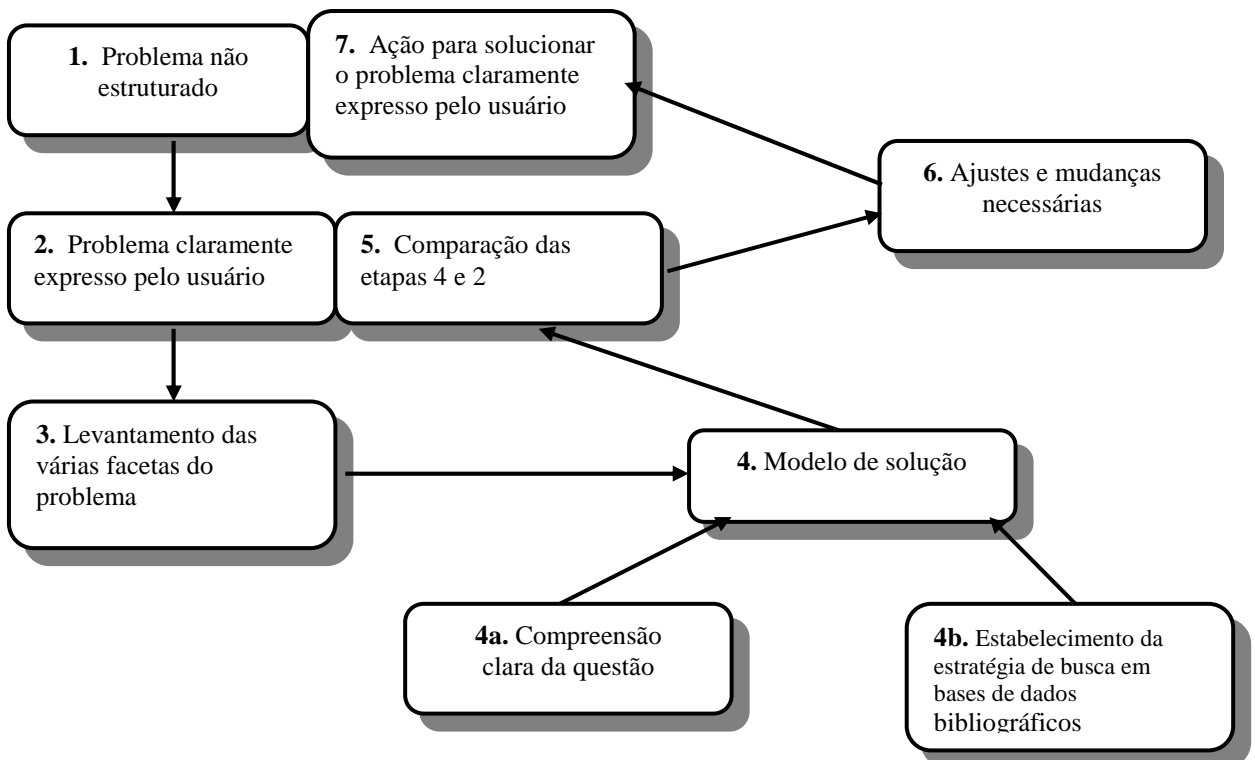 1. Problema não
estruturado
7. Ação para solucionar
o problema claramente
expresso pelo usuário
6. Ajustes e mudanças
necessárias
2. Problema claramente
expresso pelo usuário
5. Comparação das
etapas 4 e 2
3. Levantamento das
várias facetas do
problema
4. Modelo de solução
4a. Compreensão
clara da questão
4b. Estabelecimento da
estratégia de busca em
bases de dados
bibliográficos